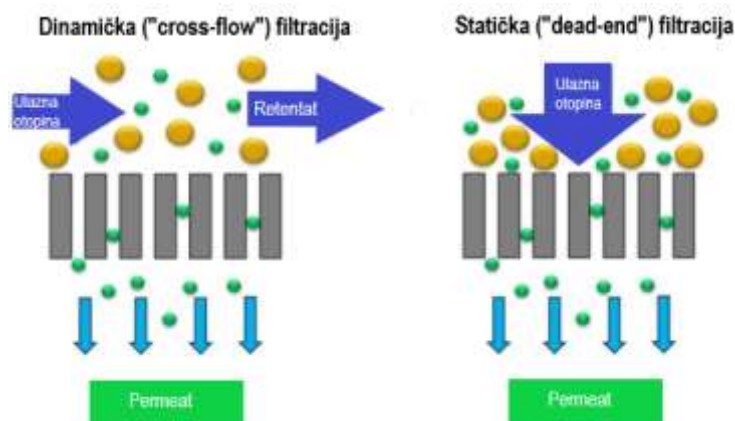 Dinamička ("cross-flow") filtracija
Statička ("dead-end") filtracija
Ulazna
otopina
Retentat
Ulazna
otopina
Permeat
Permeat